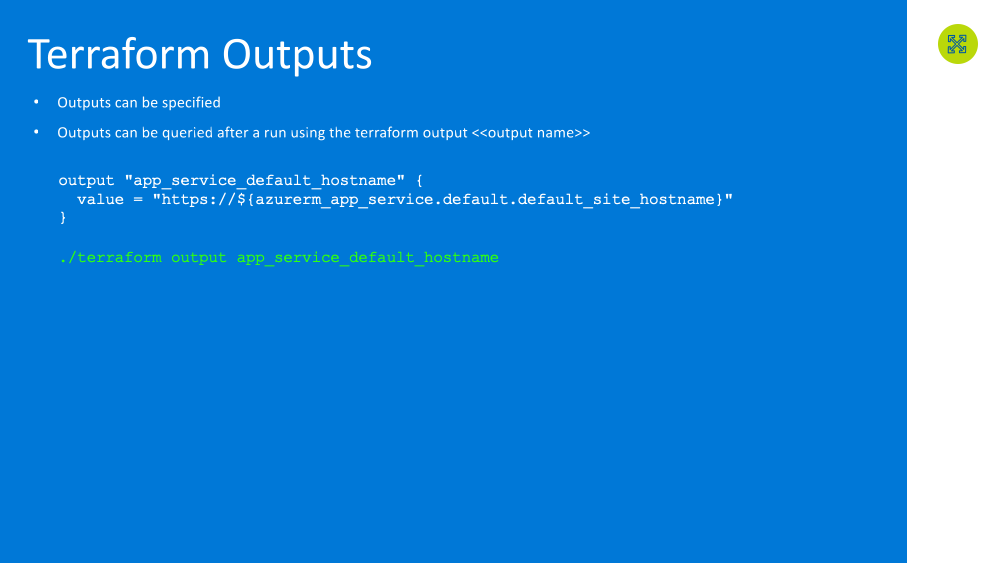 Terraform Outputs
• Outputs can be specified
• Outputs can be queried after a run using the terraform output <<output name>>
output "app_service_default_hostname" {
  value = "https://${azurerm_app_service.default.default_site_hostname}"
}
./terraform output app_service_default_hostname